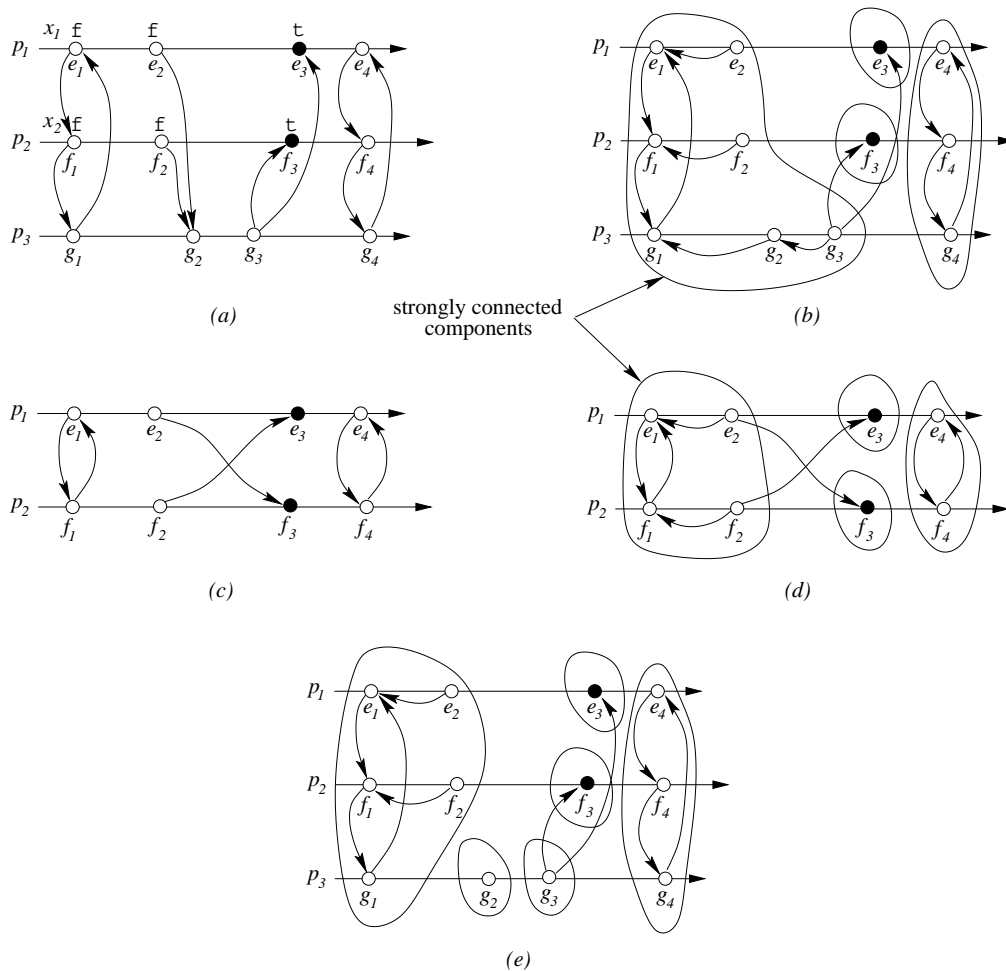 x1 f f t
p1 e1 e2 e3 e4
x2 f f t
p2 f1 f2 f3 f4
p3 g1 g2 g3 g4
(a)
p1 e1 e2 e3 e4
p2 f1 f2 f3 f4
p3 g1 g2 g3 g4
(b)
strongly connected
components
p1 e1 e2 e3 e4
p2 f1 f2 f3 f4
(c)
p1 e1 e2 e3 e4
p2 f1 f2 f3 f4
(d)
p1 e1 e2 e3 e4
p2 f1 f2 f3 f4
p3 g1 g2 g3 g4
(e)